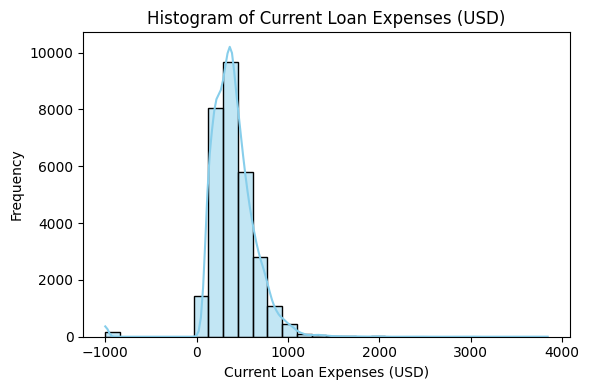 Histogram of Current Loan Expenses (USD)
10000
8000
6000
4000
2000
0
Frequency
−1000 0 1000 2000 3000 4000
Current Loan Expenses (USD)